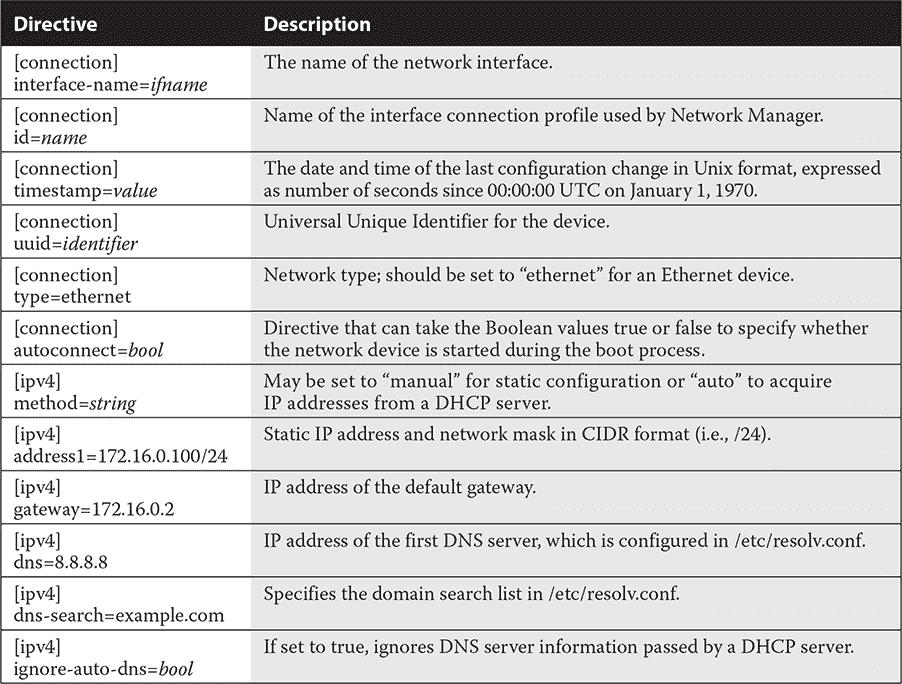 Directive Description
[connection] The name of the network interface.
interface-name=ifname
[connection] Name of the interface connection profile used by Network Manager.
id=name
[connection] The date and time of the last configuration change in Unix format, expressed
timestamp=value as number of seconds since 00:00:00 UTC on January 1, 1970.
[connection] Universal Unique Identifier for the device.
uuid=identifier
[connection] Network type; should be set to “ethernet” for an Ethernet device.
type=ethernet
[connection] Directive that can take the Boolean values true or false to specify whether
autoconnect=bool the network device is started during the boot process.
[ipv4] May be set to “manual” for static configuration or “auto” to acquire
method=string IP addresses from a DHCP server.
[ipv4] Static IP address and network mask in CIDR format (i.e., /24).
address1=172.16.0.100/24
[ipv4] IP address of the default gateway.
gateway=172.16.0.2
[ipv4] IP address of the first DNS server, which is configured in /etc/resolv.conf.
dns=8.8.8.8
[ipv4] Specifies the domain search list in /etc/resolv.conf.
dns-search=example.com
[ipv4] If set to true, ignores DNS server information passed by a DHCP server.
ignore-auto-dns=bool